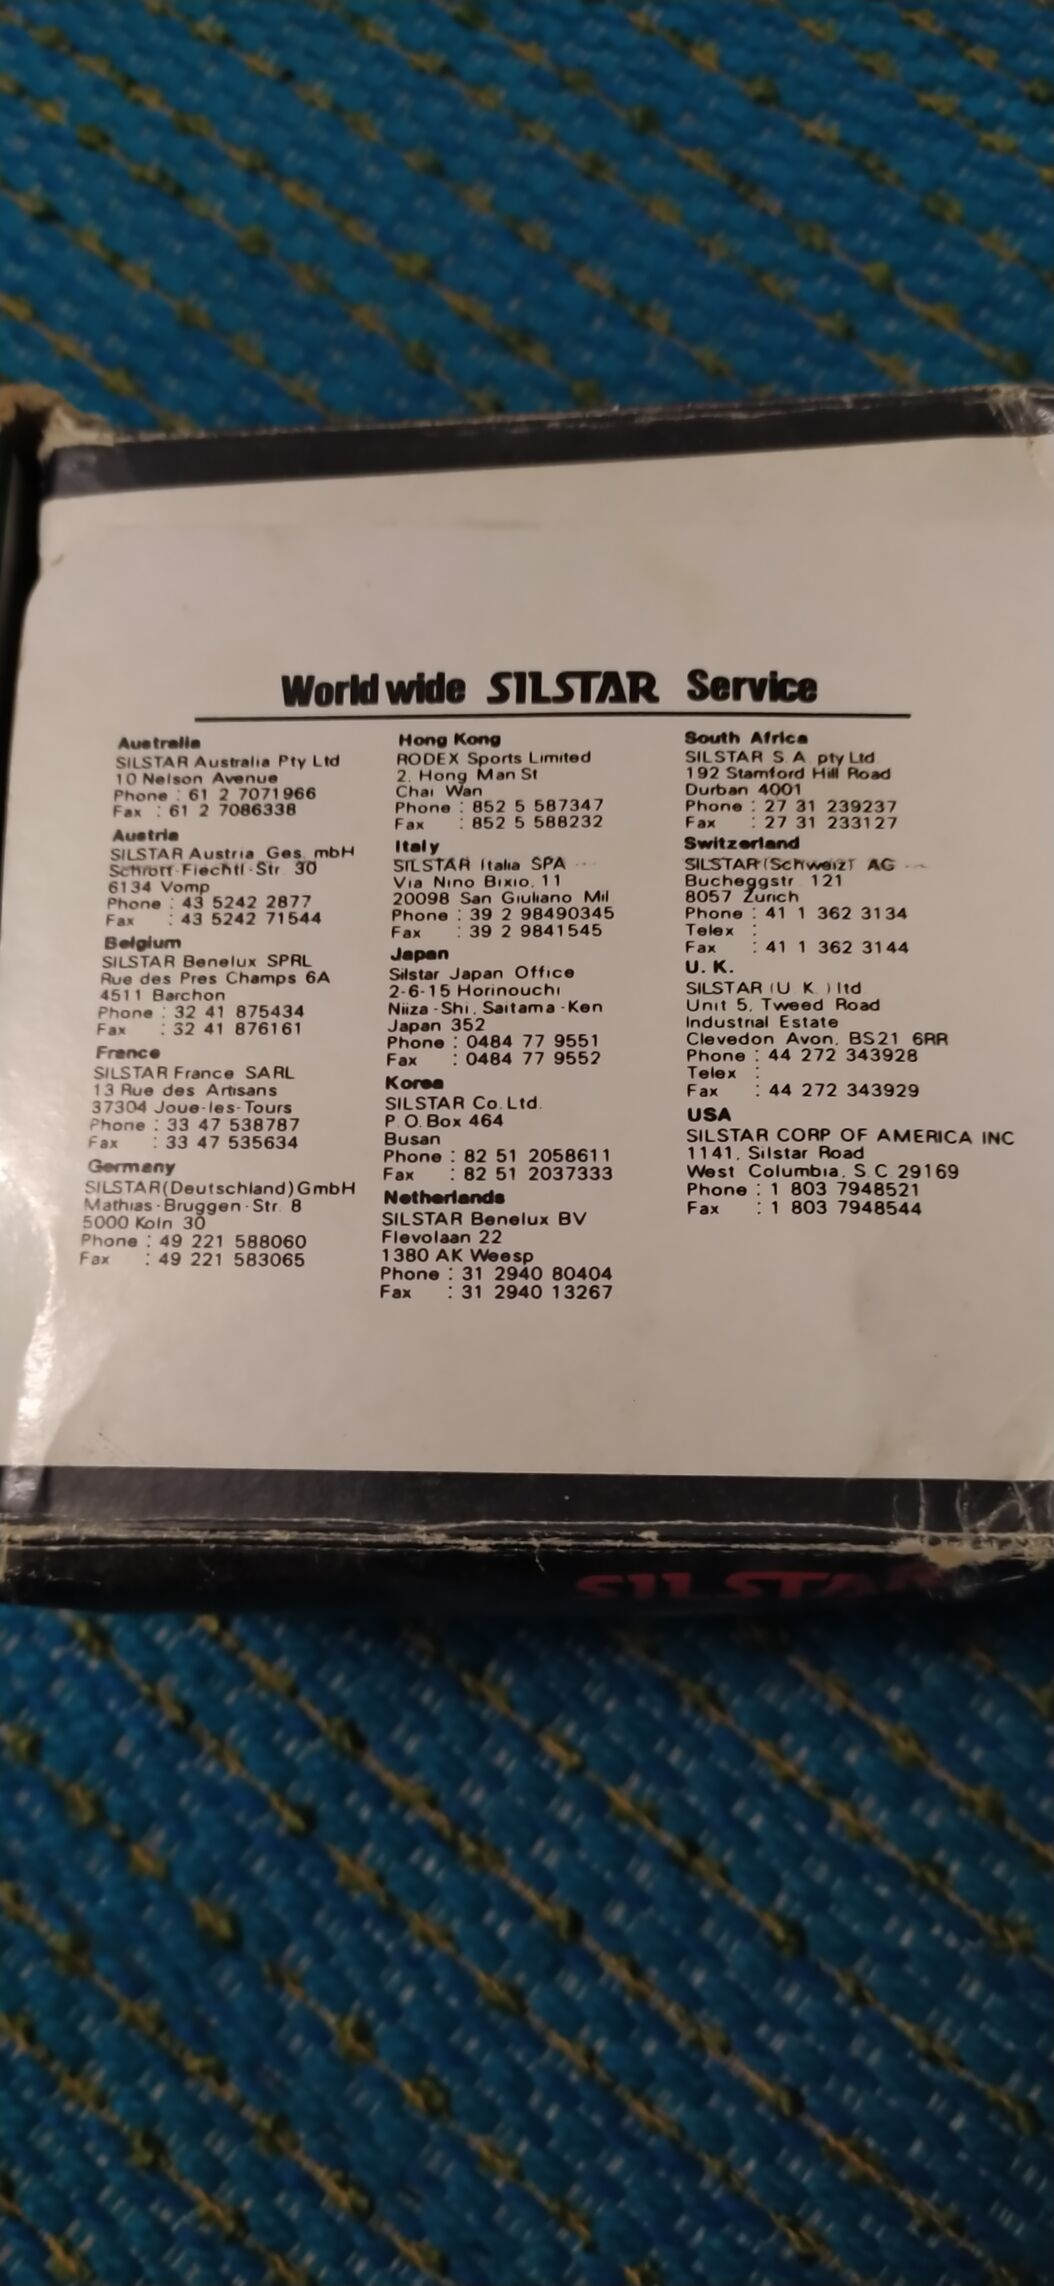 World wide SILSTAR Service
Australia
SILSTAR Australia Pty Ltd
10 Nelson Avenue
Phone : 61 2 7071966
Fax : 61 2 7086338
Austria
SILSTAR Austria Ges. mbH
Schrott-Fiechtl-Str. 30
6134 Vomp
Phone : 43 5242 2877
Fax : 43 5242 71544
Belgium
SILSTAR Benelux SPRL
Rue des Pres Champs 6A
4511 Barchon
Phone : 32 41 875434
Fax : 32 41 876161
France
SILSTAR France SARL
13 Rue des Artisans
37304 Joue-les-Tours
Phone : 33 47 538787
Fax : 33 47 535634
Germany
SILSTAR(Deutschland)GmbH
Mathias-Bruggen-Str. 8
5000 Koln 30
Phone : 49 221 588060
Fax : 49 221 583065
Hong Kong
RODEX Sports Limited
2, Hong Man St
Chai Wan
Phone : 852 5 587347
Fax : 852 5 588232
Italy
SILSTAR Italia SPA
Via Nino Bixio, 11
20098 San Giuliano Mil
Phone : 39 2 98490345
Fax : 39 2 9841545
Japan
Silstar Japan Office
2-6-15 Horinouchi
Niiza-Shi, Saitama-Ken
Japan 352
Phone : 0484 77 9551
Fax : 0484 77 9552
Korea
SILSTAR Co. Ltd.
P.O. Box 464
Busan
Phone : 82 51 2058611
Fax : 82 51 2037333
Netherlands
SILSTAR Benelux BV
Flevolaan 22
1380 AK Weesp
Phone : 31 2940 80404
Fax : 31 2940 13267
South Africa
SILSTAR S.A. pty Ltd.
192 Stamford Hill Road
Durban 4001
Phone : 27 31 239237
Fax : 27 31 233127
Switzerland
SILSTAR (Schweiz) AG
Bucheggstr. 121
8057 Zurich
Phone : 41 1 362 3134
Telex :
Fax : 41 1 362 3144
U. K.
SILSTAR (U. K.) ltd
Unit 5, Tweed Road
Industrial Estate
Clevedon Avon, BS21 6RR
Phone : 44 272 343928
Telex :
Fax : 44 272 343929
USA
SILSTAR CORP OF AMERICA INC
1141, Silstar Road
West Columbia, S.C. 29169
Phone : 1 803 7948521
Fax : 1 803 7948544
SILSTAR